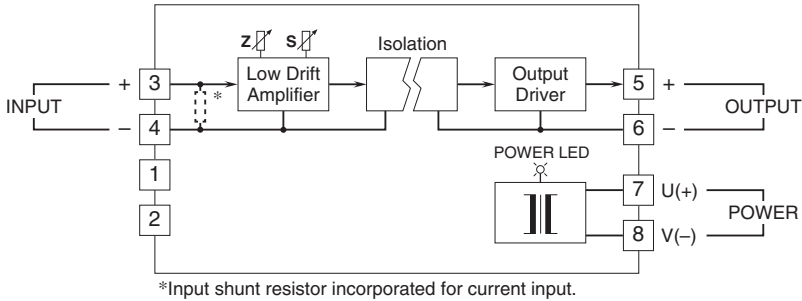 Z S
Isolation
Low Drift
Amplifier
Output
Driver
INPUT
+ 3
*
– 4
1
2
5 +
6 –
OUTPUT
POWER LED
7 U(+)
8 V(–)
POWER
*Input shunt resistor incorporated for current input.